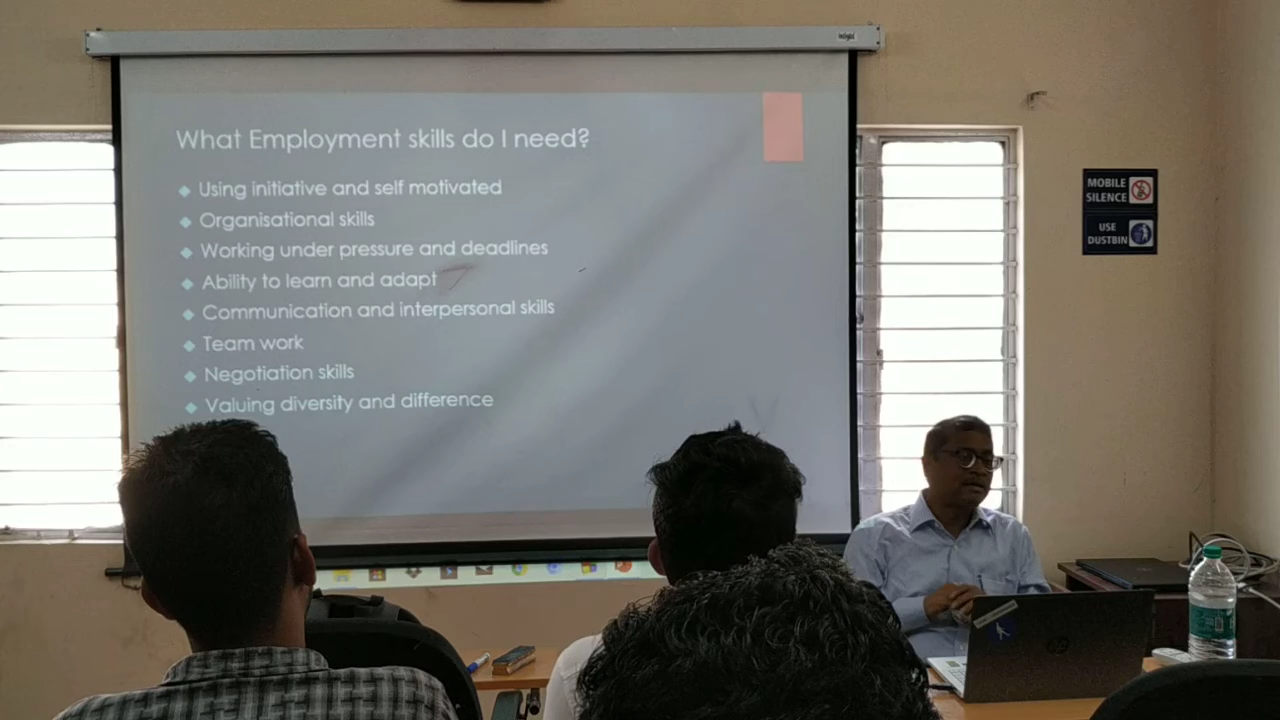 What Employment skills do I need?
Using initiative and self motivated
Organisational skills
Working under pressure and deadlines
Ability to learn and adapt
Communication and interpersonal skills
Team work
Negotiation skills
Valuing diversity and difference
MOBILE
SILENCE
USE
DUSTBIN
hp